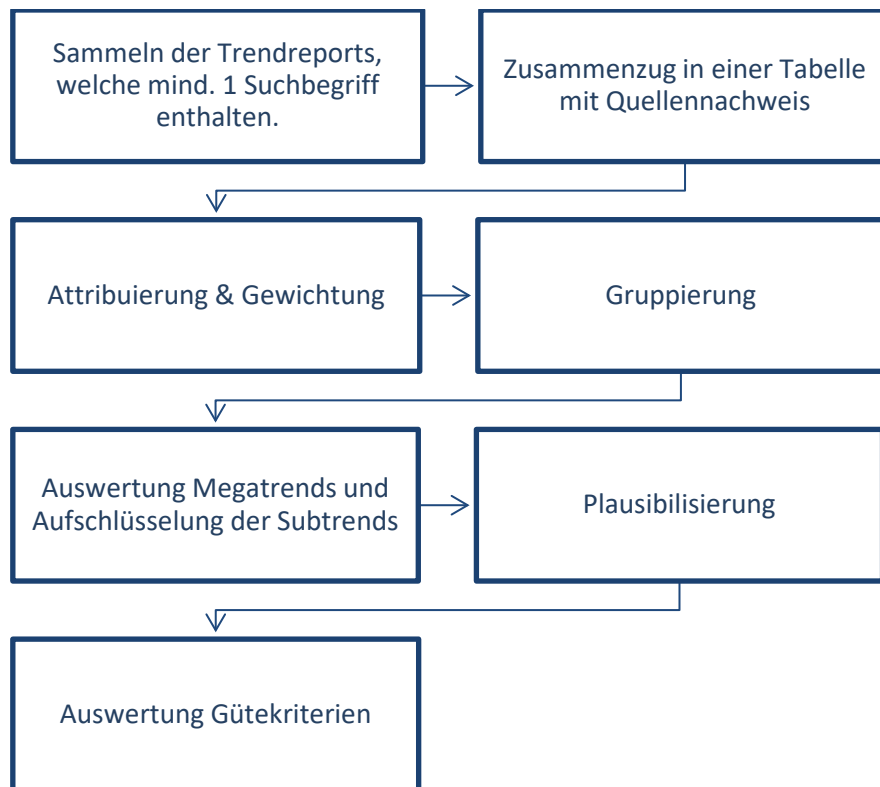 Sammeln der Trendreports,
welche mind. 1 Suchbegriff
enthalten.
Zusammenzug in einer Tabelle
mit Quellennachweis
Attribuierung & Gewichtung
Gruppierung
Auswertung Megatrends und
Aufschlüsselung der Subtrends
Plausibilisierung
Auswertung Gütekriterien